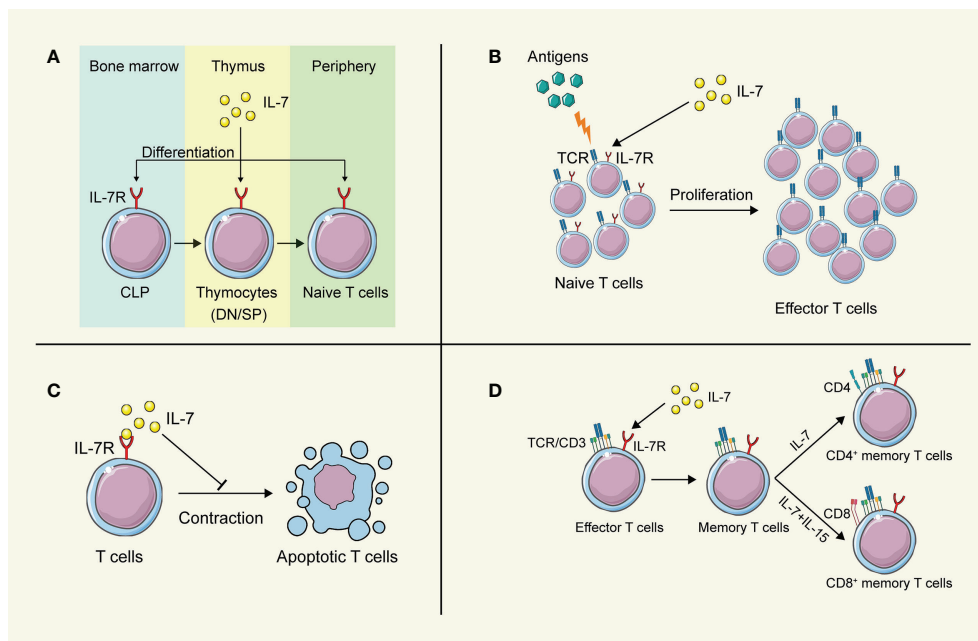 A
Bone marrow
Thymus
Periphery
IL-7
Differentiation
IL-7R
CLP
Thymocytes
(DN/SP)
Naive T cells
B
Antigens
IL-7
TCR
IL-7R
Proliferation
Naive T cells
Effector T cells
C
IL-7
IL-7R
Contraction
T cells
Apoptotic T cells
D
IL-7
TCR/CD3
IL-7R
Effector T cells
Memory T cells
IL-7
IL-7+IL-15
CD4
CD4⁺ memory T cells
CD8
CD8⁺ memory T cells